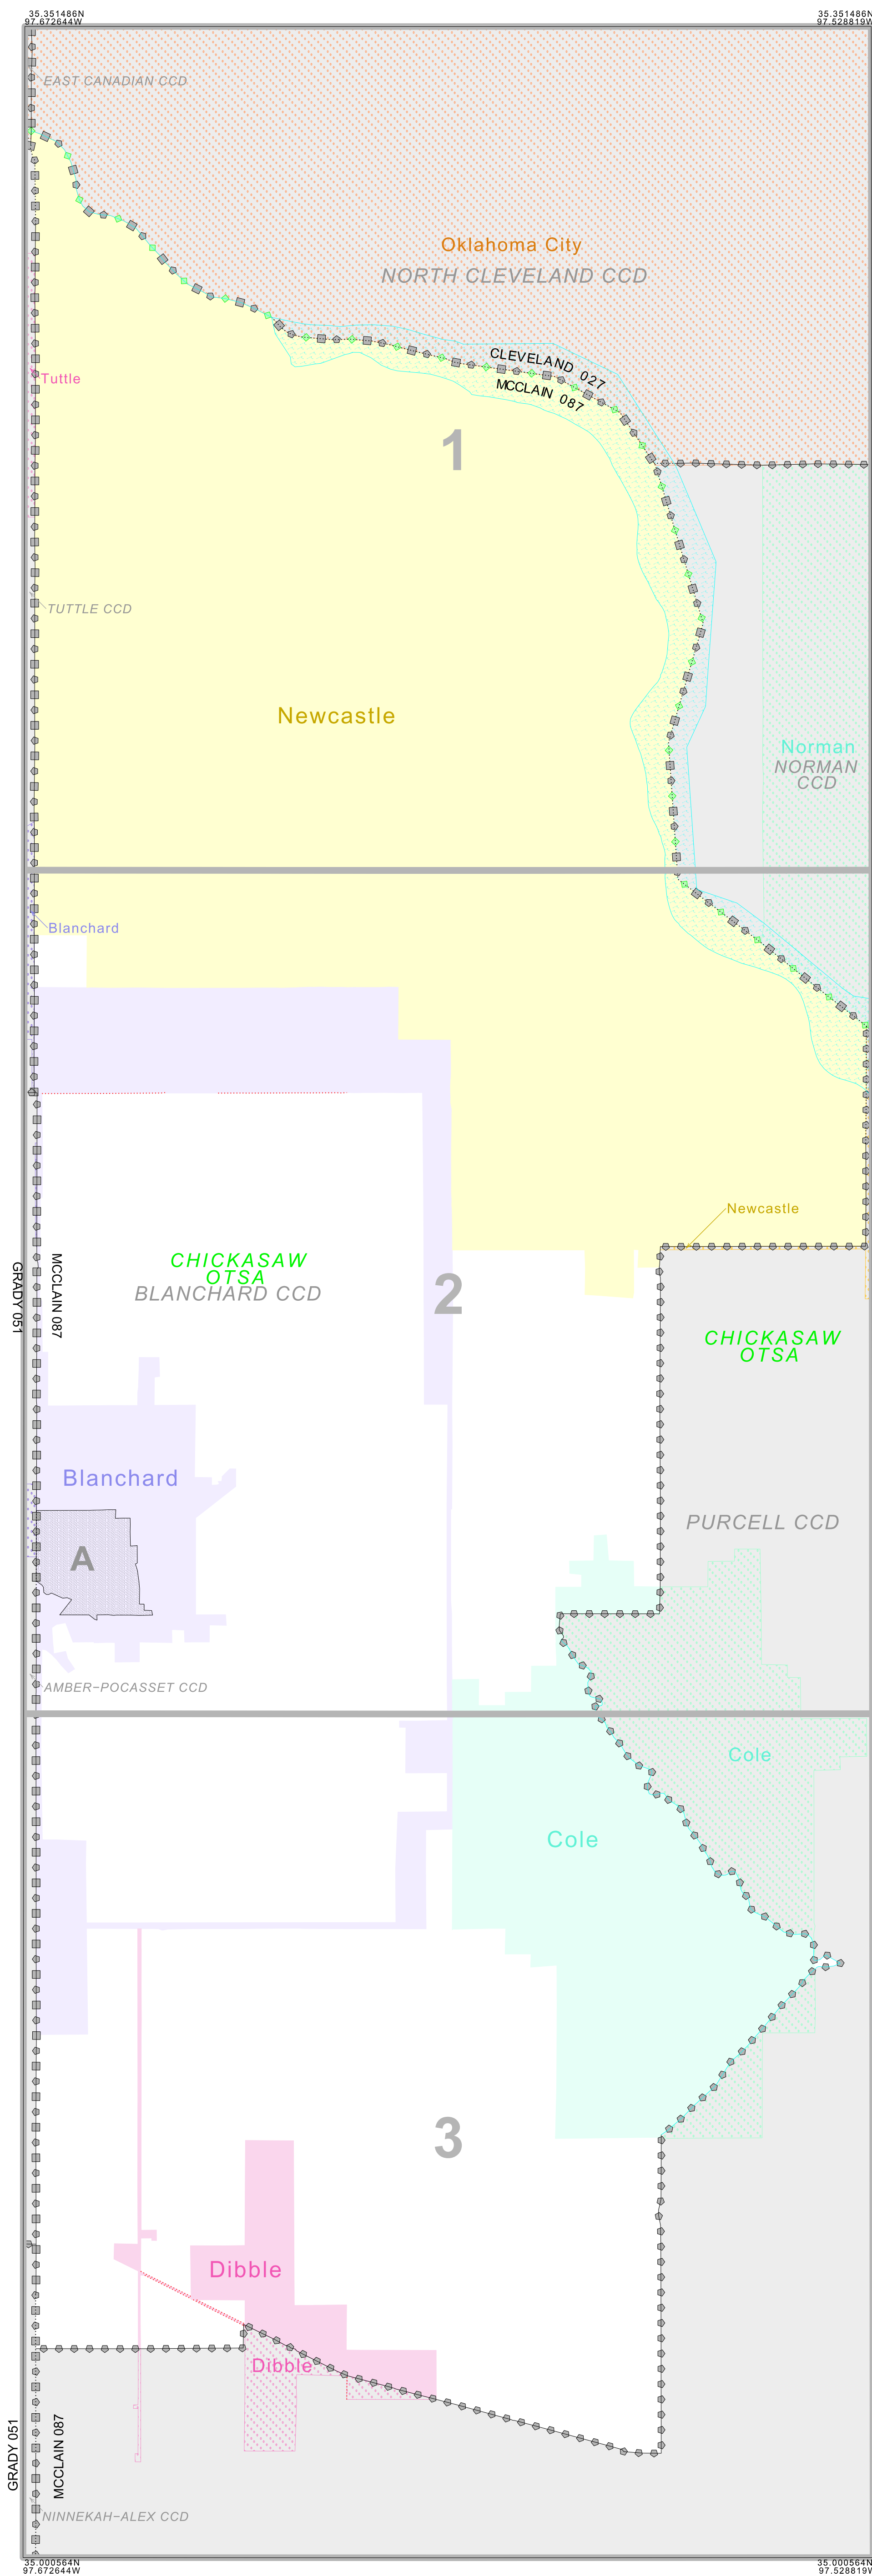 35.351486N
97.672644W
35.351486N
97.528819W
EAST CANADIAN CCD
Oklahoma City
NORTH CLEVELAND CCD
CLEVELAND 027
MCCLAIN 087
Tuttle
1
TUTTLE CCD
Newcastle
Norman
NORMAN
CCD
Blanchard
Newcastle
CHICKASAW
OTSA
BLANCHARD CCD
MCCLAIN 087
GRADY 051
2
CHICKASAW
OTSA
Blanchard
PURCELL CCD
A
AMBER-POCASSET CCD
Cole
Cole
3
Dibble
Dibble
MCCLAIN 087
GRADY 051
NINNEKAH-ALEX CCD
35.000564N
97.672644W
35.000564N
97.528819W